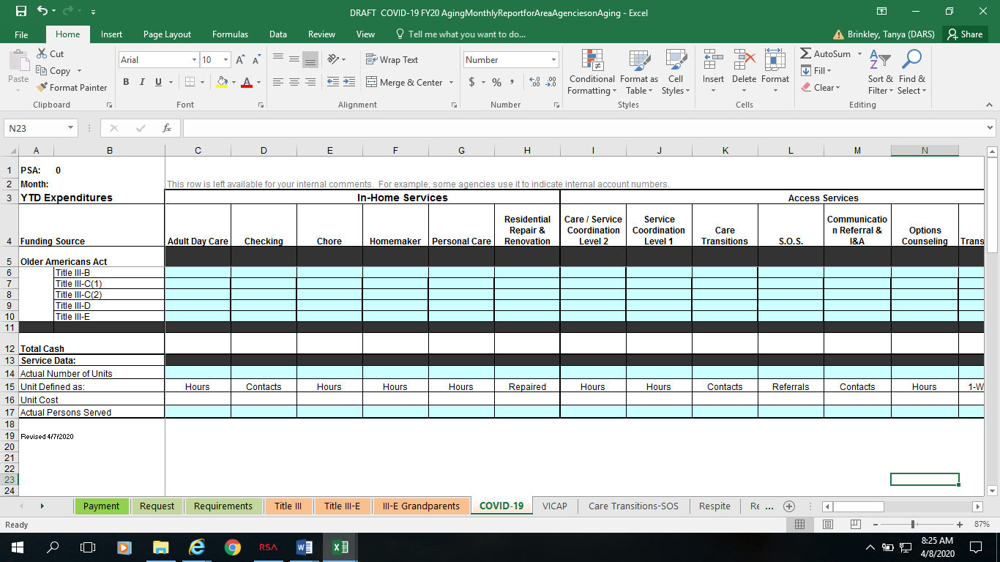 DRAFT  COVID-19 FY20 AgingMonthlyReportforAreaAgenciesonAging - Excel
File Home Insert Page Layout Formulas Data Review View Tell me what you want to do... Brinkley, Tanya (DARS) Share
Paste Cut Copy Format Painter
Arial 10
B I U A
Wrap Text
Merge & Center
Number
$ % ,
Conditional Formatting Format as Table Cell Styles
Insert Delete Format
AutoSum Fill Clear
Sort & Filter Find & Select
Clipboard Font Alignment Number Styles Cells Editing
N23 fx
A B C D E F G H I J K L M N
1 PSA: 0
2 Month: This row is left available for your internal comments.  For example, some agencies use it to indicate internal account numbers.
3 YTD Expenditures In-Home Services Access Services
4 Funding Source Adult Day Care Checking Chore Homemaker Personal Care Residential Repair & Renovation Care / Service Coordination Level 2 Service Coordination Level 1 Care Transitions S.O.S. Communicatio n Referral & I&A Options Counseling Trans
5 Older Americans Act
6 Title III-B
7 Title III-C(1)
8 Title III-C(2)
9 Title III-D
10 Title III-E
11
12 Total Cash
13 Service Data:
14 Actual Number of Units
15 Unit Defined as: Hours Contacts Hours Hours Hours Repaired Hours Hours Contacts Referrals Contacts Hours 1-W
16 Unit Cost
17 Actual Persons Served
18
19 Revised 4/7/2020
20
21
22
23
24
Payment Request Requirements Title III Title III-E III-E Grandparents COVID-19 VICAP Care Transitions-SOS Respite Re ...
Ready 87%
RSA
8:25 AM
4/8/2020